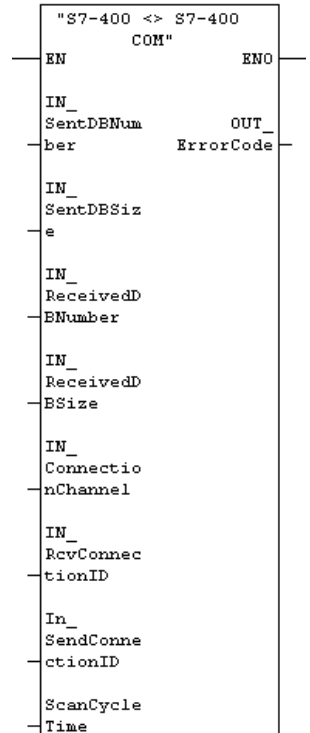 "S7-400 <> S7-400
COM"
EN ENO
IN_
SentDBNum OUT_
ber ErrorCode
IN_
SentDBSiz
e
IN_
ReceivedD
BNumber
IN_
ReceivedD
BSize
IN_
Connectio
nChannel
IN_
RcvConnec
tionID
In_
SendConne
ctionID
ScanCycle
Time